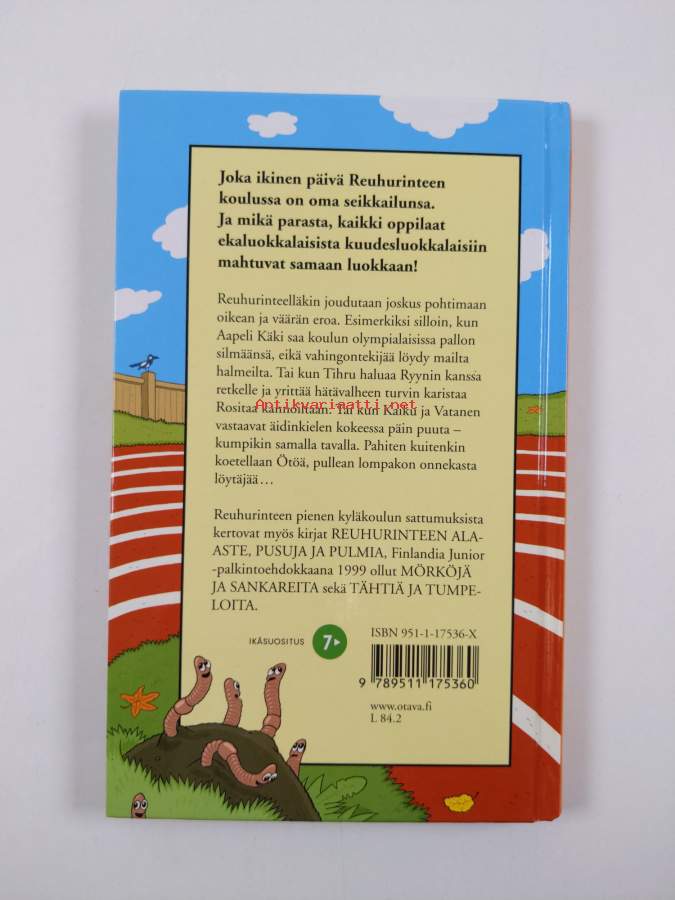 Joka ikinen päivä Reuhurinteen
koulussa on oma seikkailunsa.
Ja mikä parasta, kaikki oppilaat
ekaluokkalaisista kuudesluokkalaisiin
mahtuvat samaan luokkaan!
Reuhurinteelläkin joudutaan joskus pohtimaan
oikean ja väärän eroa. Esimerkiksi silloin, kun
Aapeli Käki saa koulun olympialaisissa pallon
silmäänsä, eikä vahingontekijää löydy mailta
halmeilta. Tai kun Tihru haluaa Ryynin kanssa
retkelle ja yrittää hätävalheen turvin karistaa
Antikvariaatti.net
Rositaa kannoiltaan. Tai kun Kaiku ja Vatanen
vastaavat äidinkielen kokeessa päin puuta –
kumpikin samalla tavalla. Pahiten kuitenkin
koetellaan Ötöä, pullean lompakon onnekasta
löytäjää…
Reuhurinteen pienen kyläkoulun sattumuksista
kertovat myös kirjat REUHURINTEEN ALA-
ASTE, PUSUJA JA PULMIA, Finlandia Junior
-palkintoehdokkaana 1999 ollut MÖRKÖJÄ
JA SANKAREITA sekä TÄHTIÄ JA TUMPE-
LOITA.
IKÄSUOSITUS 7
ISBN 951-1-17536-X
9 789511 175360
www.otava.fi
L 84.2